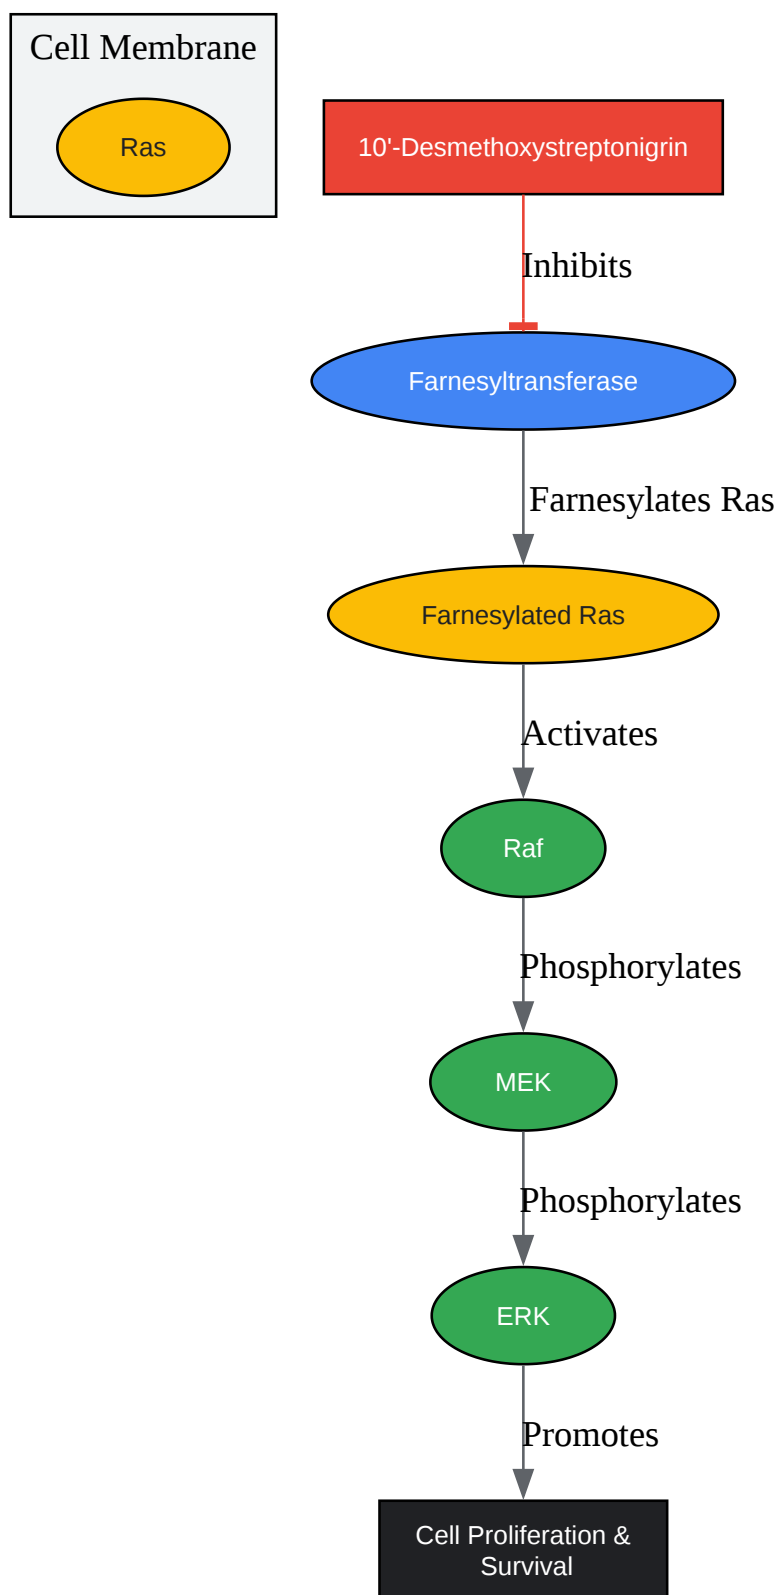 Cell Membrane
Ras
10'-Desmethoxystreptonigrin
Inhibits
Farnesyltransferase
Farnesylates Ras
Farnesylated Ras
Activates
Raf
Phosphorylates
MEK
Phosphorylates
ERK
Promotes
Cell Proliferation &
Survival